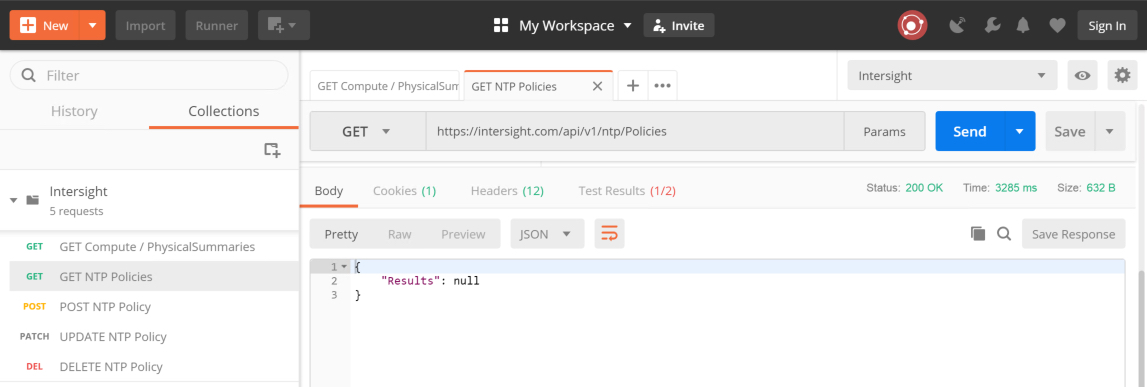 New
Import
Runner
My Workspace
Invite
Sign In
Filter
History
Collections
Intersight
5 requests
GET GET Compute / PhysicalSummaries
GET GET NTP Policies
POST POST NTP Policy
PATCH UPDATE NTP Policy
DEL DELETE NTP Policy
GET Compute / PhysicalSum
GET NTP Policies
Intersight
GET
https://intersight.com/api/v1/ntp/Policies
Params
Send
Save
Body
Cookies (1)
Headers (12)
Test Results (1/2)
Status: 200 OK
Time: 3285 ms
Size: 632 B
Pretty
Raw
Preview
JSON
Save Response
1 {
2 "Results": null
3 }